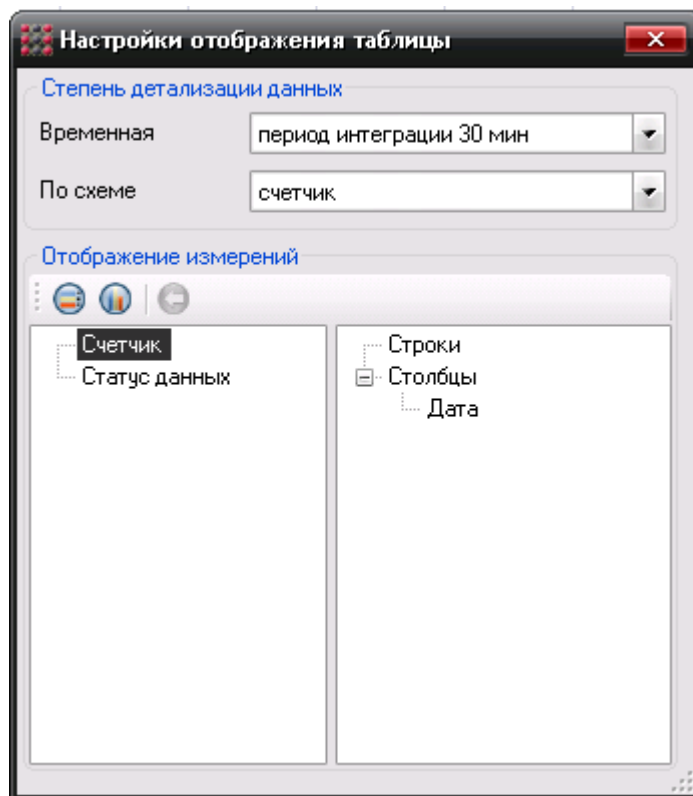 Настройки отображения таблицы
Степень детализации данных
Временная период интеграции 30 мин
По схеме счетчик
Отображение измерений
Счетчик
Статус данных
Строки
Столбцы
Дата